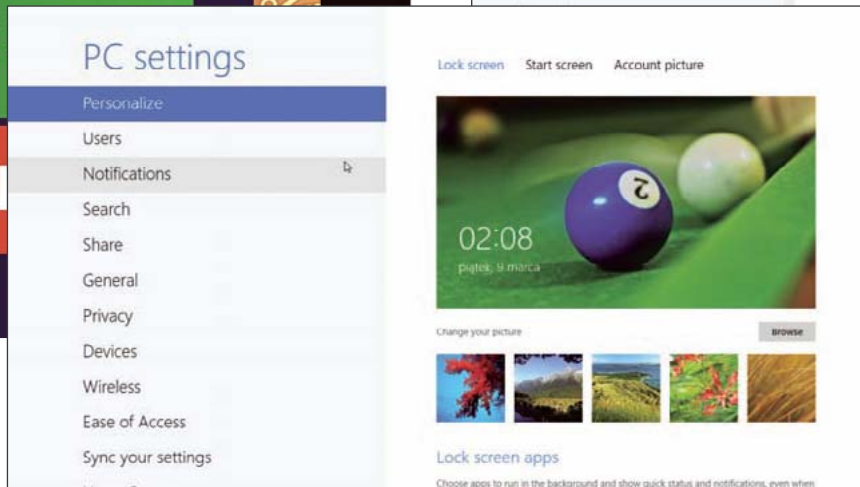 PC settings
Personalize
Users
Notifications
Search
Share
General
Privacy
Devices
Wireless
Ease of Access
Sync your settings
Lock screen Start screen Account picture
2
02:08
piątek, 9 marca
Change your picture
Browse
Lock screen apps
Choose apps to run in the background and show quick status and notifications, even when